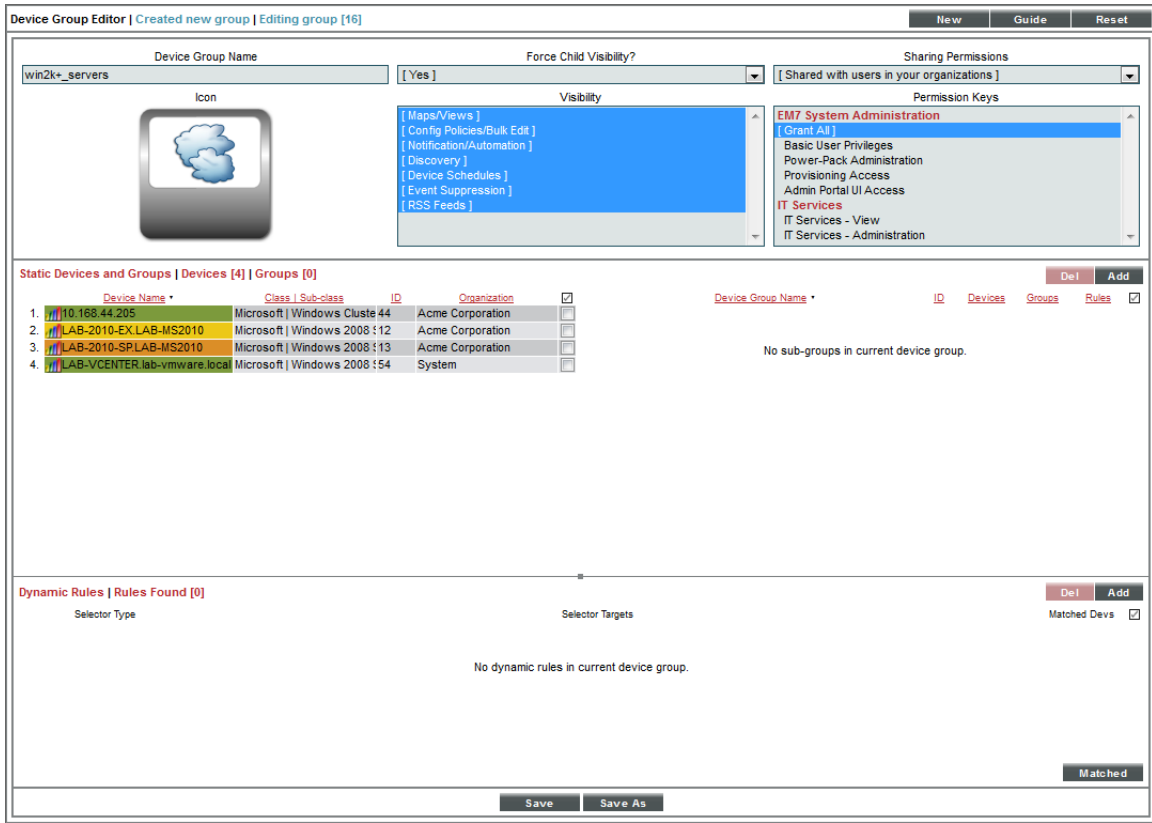 Device Group Editor | Created new group | Editing group [16]
New
Guide
Reset
Device Group Name
Force Child Visibility?
Sharing Permissions
win2k+_servers
[ Yes ]
[ Shared with users in your organizations ]
Icon
Visibility
Permission Keys
[ Maps/Views ]
[ Config Policies/Bulk Edit ]
[ Notification/Automation ]
[ Discovery ]
[ Device Schedules ]
[ Event Suppression ]
[ RSS Feeds ]
EM7 System Administration
[ Grant All ]
Basic User Privileges
Power-Pack Administration
Provisioning Access
Admin Portal UI Access
IT Services
IT Services - View
IT Services - Administration
Static Devices and Groups | Devices [4] | Groups [0]
Del
Add
Device Name Class | Sub-class ID Organization
1. 10.168.44.205 Microsoft | Windows Cluste 44 Acme Corporation
2. LAB-2010-EX.LAB-MS2010 Microsoft | Windows 2008 S 12 Acme Corporation
3. LAB-2010-SP.LAB-MS2010 Microsoft | Windows 2008 S 13 Acme Corporation
4. LAB-VCENTER.lab-vmware.local Microsoft | Windows 2008 S 54 System
Device Group Name ID Devices Groups Rules
No sub-groups in current device group.
Dynamic Rules | Rules Found [0]
Del
Add
Selector Type
Selector Targets
Matched Devs
No dynamic rules in current device group.
Matched
Save
Save As